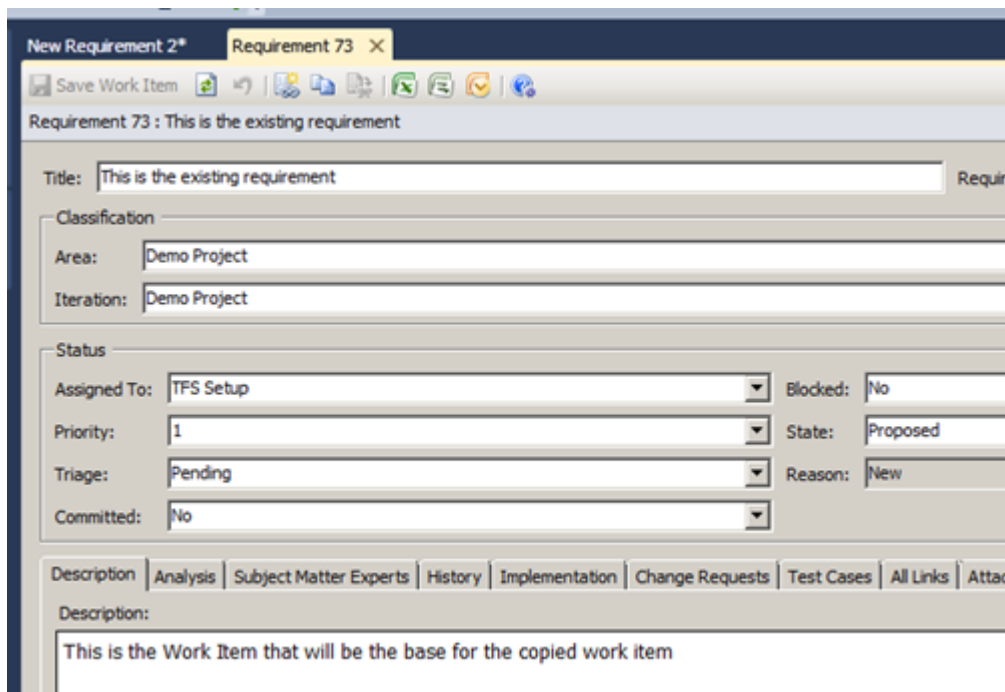 New Requirement 2* Requirement 73
Save Work Item
Requirement 73 : This is the existing requirement
Title: This is the existing requirement Requir
Classification
Area: Demo Project
Iteration: Demo Project
Status
Assigned To: TFS Setup Blocked: No
Priority: 1 State: Proposed
Triage: Pending Reason: New
Committed: No
Description Analysis Subject Matter Experts History Implementation Change Requests Test Cases All Links Attac
Description:
This is the Work Item that will be the base for the copied work item